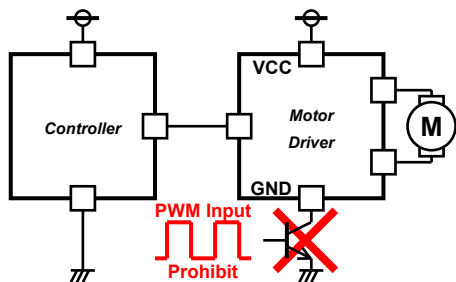 VCC
Controller
Motor
Driver
M
GND
PWM Input
Prohibit